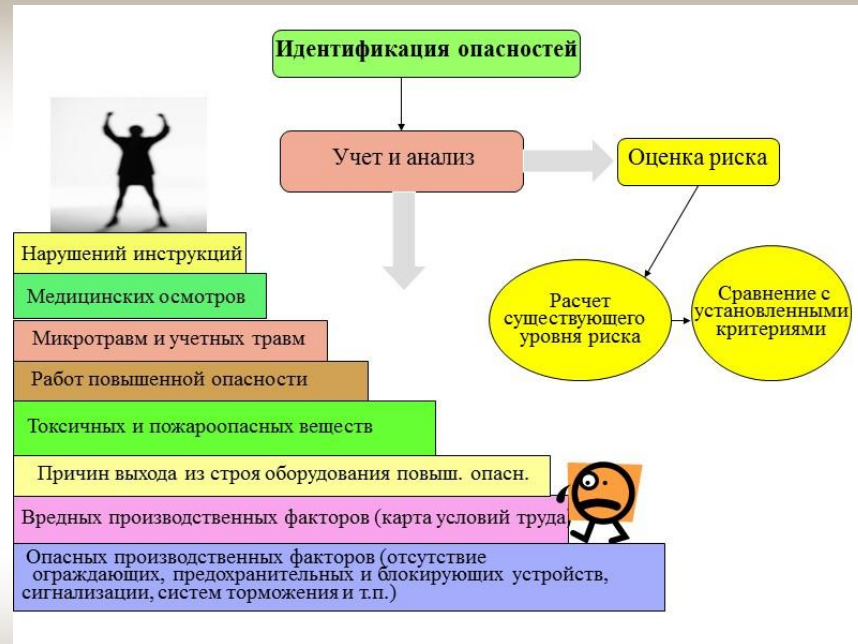 Идентификация опасностей
Учет и анализ
Оценка риска
Нарушений инструкций
Медицинских осмотров
Микротравм и учетных травм
Работ повышенной опасности
Токсичных и пожароопасных веществ
Причин выхода из строя оборудования повыш. опасн.
Вредных производственных факторов (карта условий труда
Опасных производственных факторов (отсутствие
ограждающих, предохранительных и блокирующих устройств,
сигнализации, систем торможения и т.п.)
Расчет
существующего
уровня риска
Сравнение с
установленными
критериями